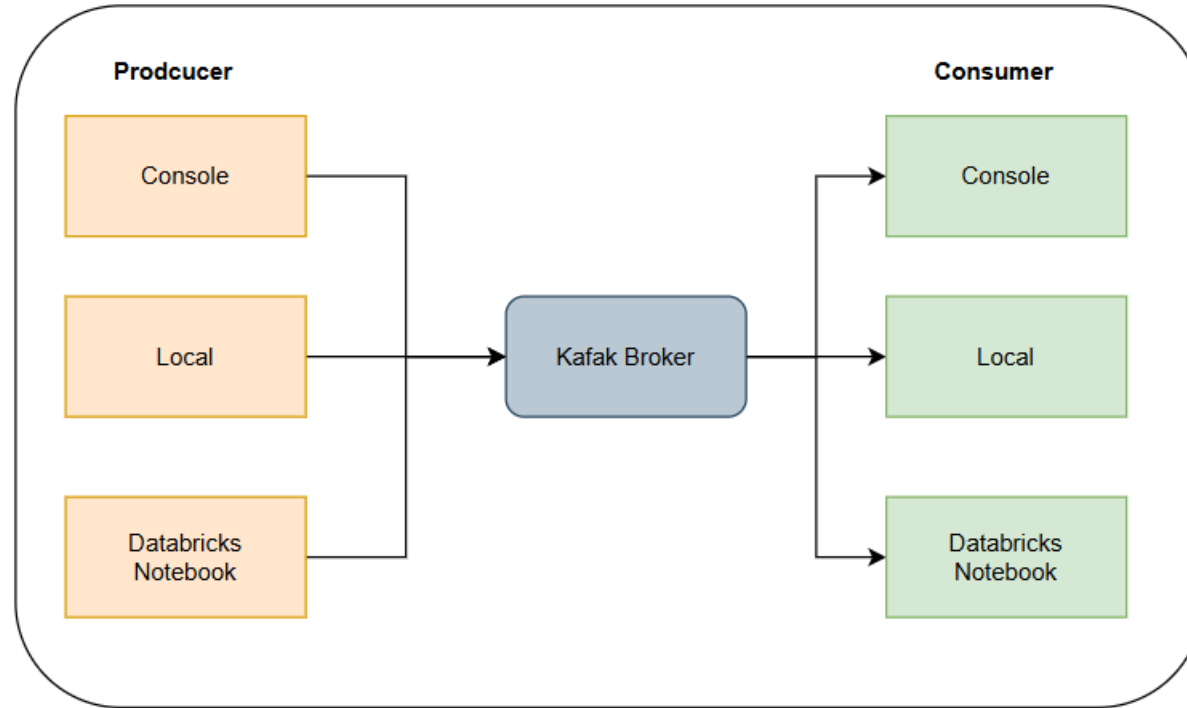 Prodcucer
Consumer
Console
Console
Local
Kafak Broker
Local
Databricks
Notebook
Databricks
Notebook